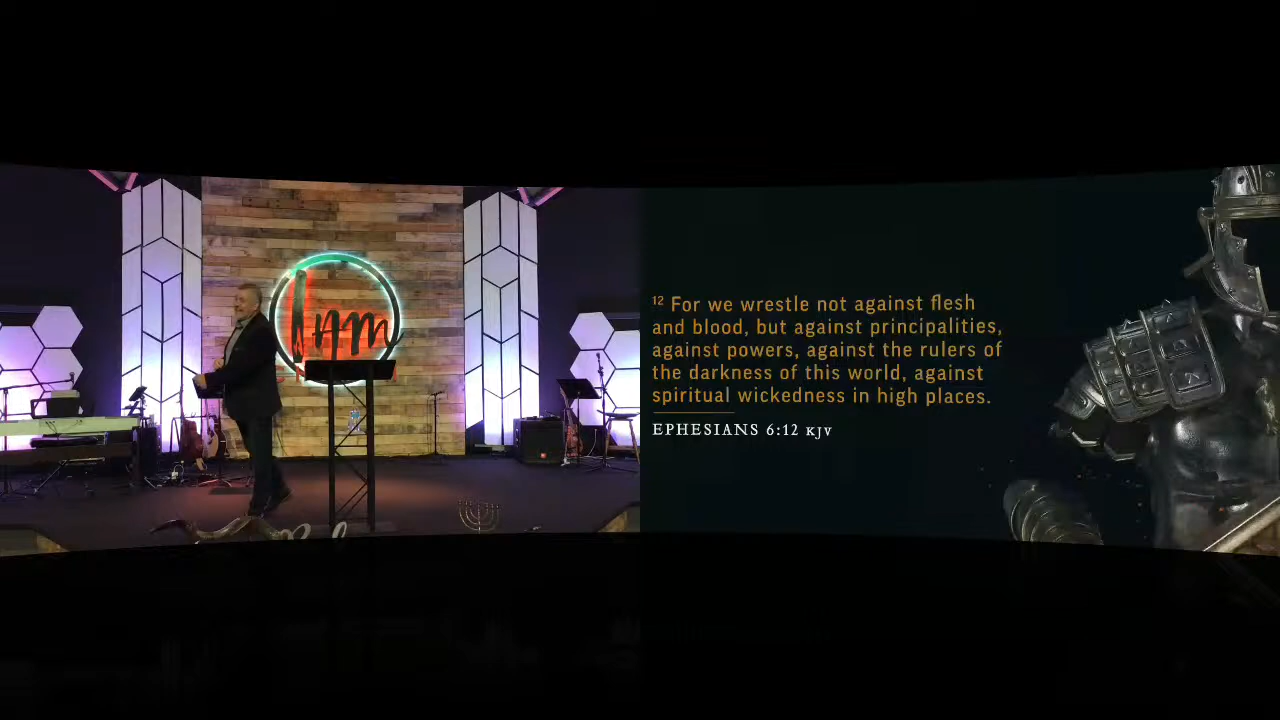 ¹² For we wrestle not against flesh
and blood, but against principalities,
against powers, against the rulers of
the darkness of this world, against
spiritual wickedness in high places.
EPHESIANS 6:12 KJV